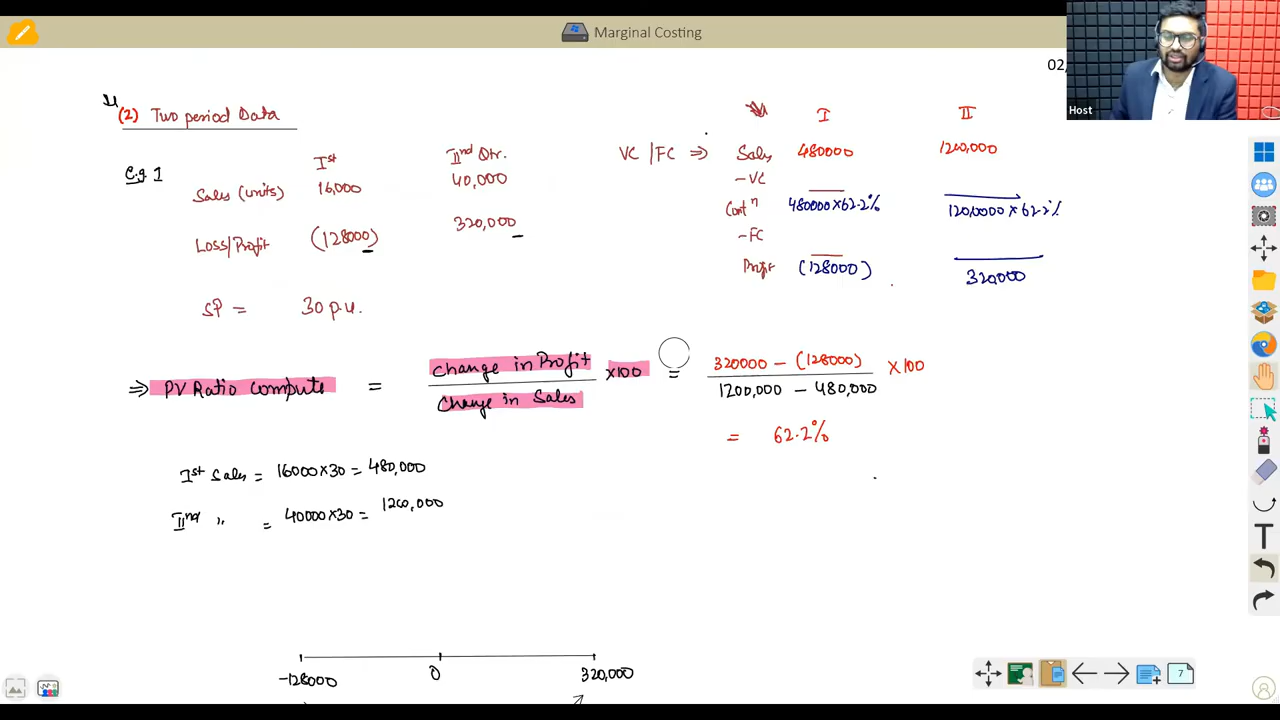 Marginal Costing
02/
Host
(2) Two period Data
E.g 1
Ist IInd Qtr.
Sales (units) 16,000 40,000
Loss/Profit (128000) 320,000
SP = 30 p.u.
VC /FC ⇒
I II
Sales 480000 1200,000
- VC
Contⁿ 480000×62.2% 1200000×62.2%
- FC
Profit (128000) 320000
⇒ PV Ratio Compute = change in Profit / Change in Sales ×100 = 320000 - (128000) / 1200,000 - 480,000 ×100
= 62.2%
Ist Sales = 16000×30 = 480,000
IInd 〃 = 40000×30 = 1200,000
-128000 0 320,000
7